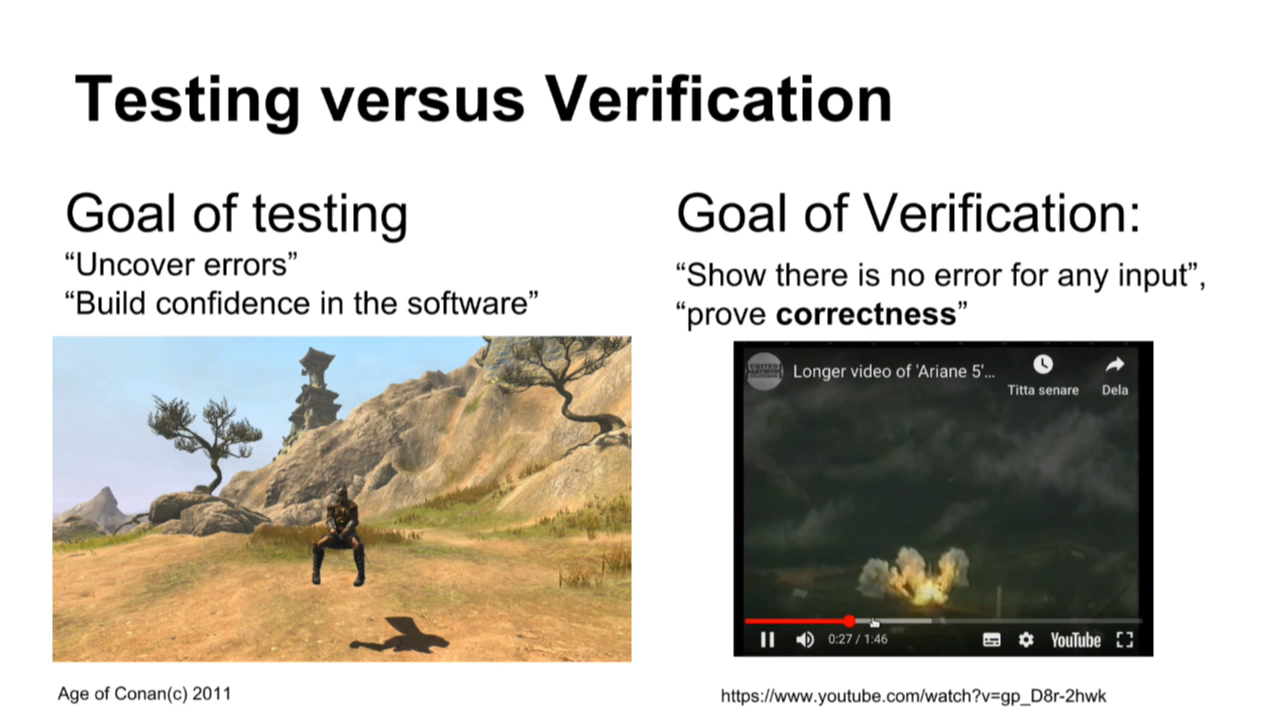 Testing versus Verification
Goal of testing
“Uncover errors”
“Build confidence in the software”
Goal of Verification:
“Show there is no error for any input”,
“prove correctness”
Longer video of 'Ariane 5'...
Titta senare
Dela
0:27 / 1:46
YouTube
Age of Conan(c) 2011
https://www.youtube.com/watch?v=gp_D8r-2hwk